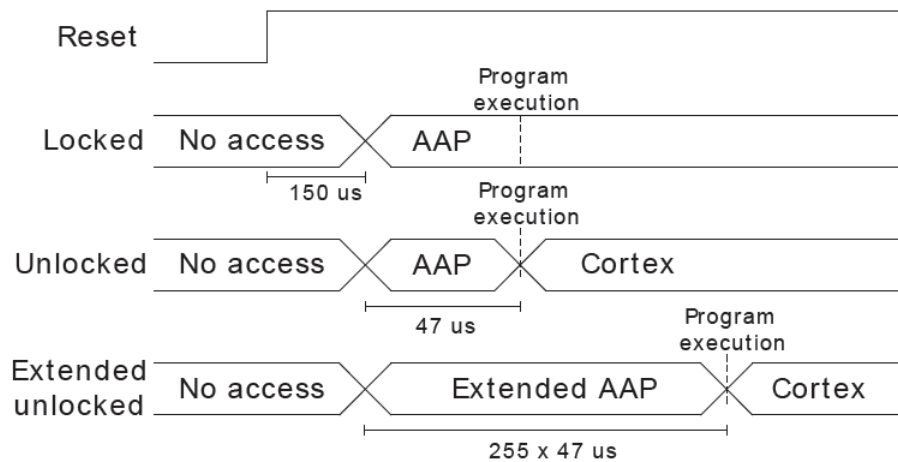 Reset
Program
execution
Locked
No access
AAP
150 us
Program
execution
Unlocked
No access
AAP
Cortex
47 us
Program
execution
Extended
unlocked
No access
Extended AAP
Cortex
255 x 47 us